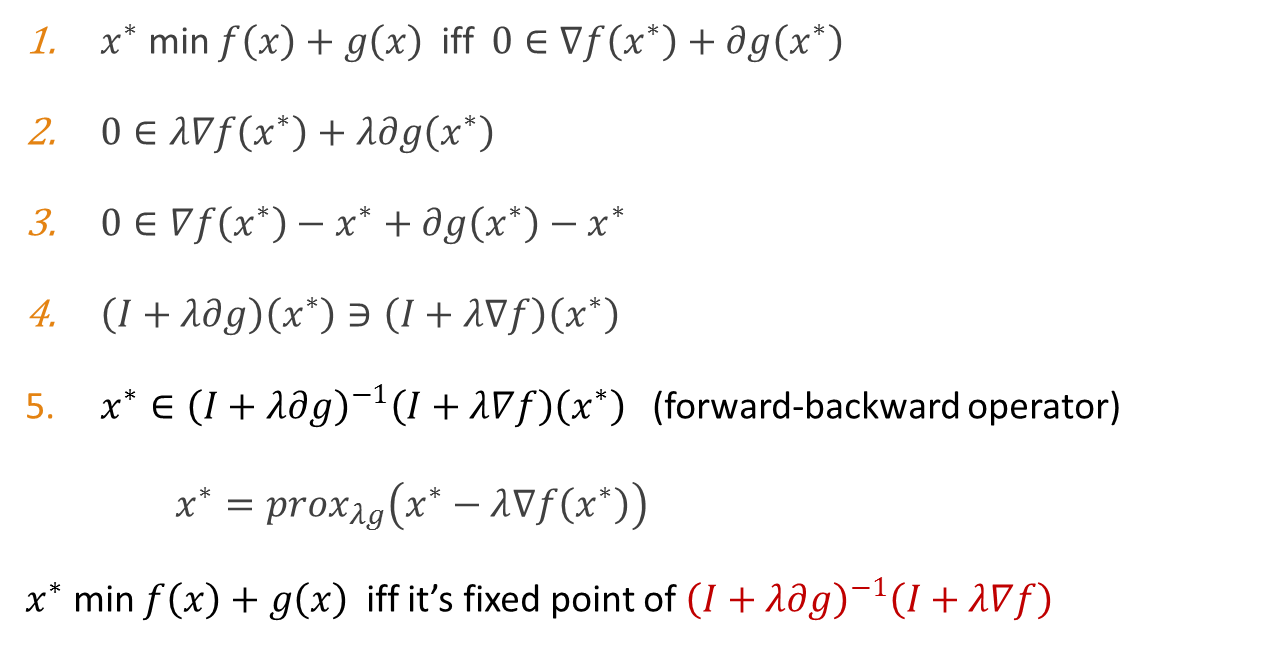 1. x* min f(x) + g(x) iff 0 ∈ ∇f(x*) + ∂g(x*)
2. 0 ∈ λ∇f(x*) + λ∂g(x*)
3. 0 ∈ ∇f(x*) − x* + ∂g(x*) − x*
4. (I + λ∂g)(x*) ∋ (I + λ∇f)(x*)
5. x* ∈ (I + λ∂g)⁻¹(I + λ∇f)(x*) (forward-backward operator)
x* = prox_λg(x* − λ∇f(x*))
x* min f(x) + g(x) iff it's fixed point of (I + λ∂g)⁻¹(I + λ∇f)